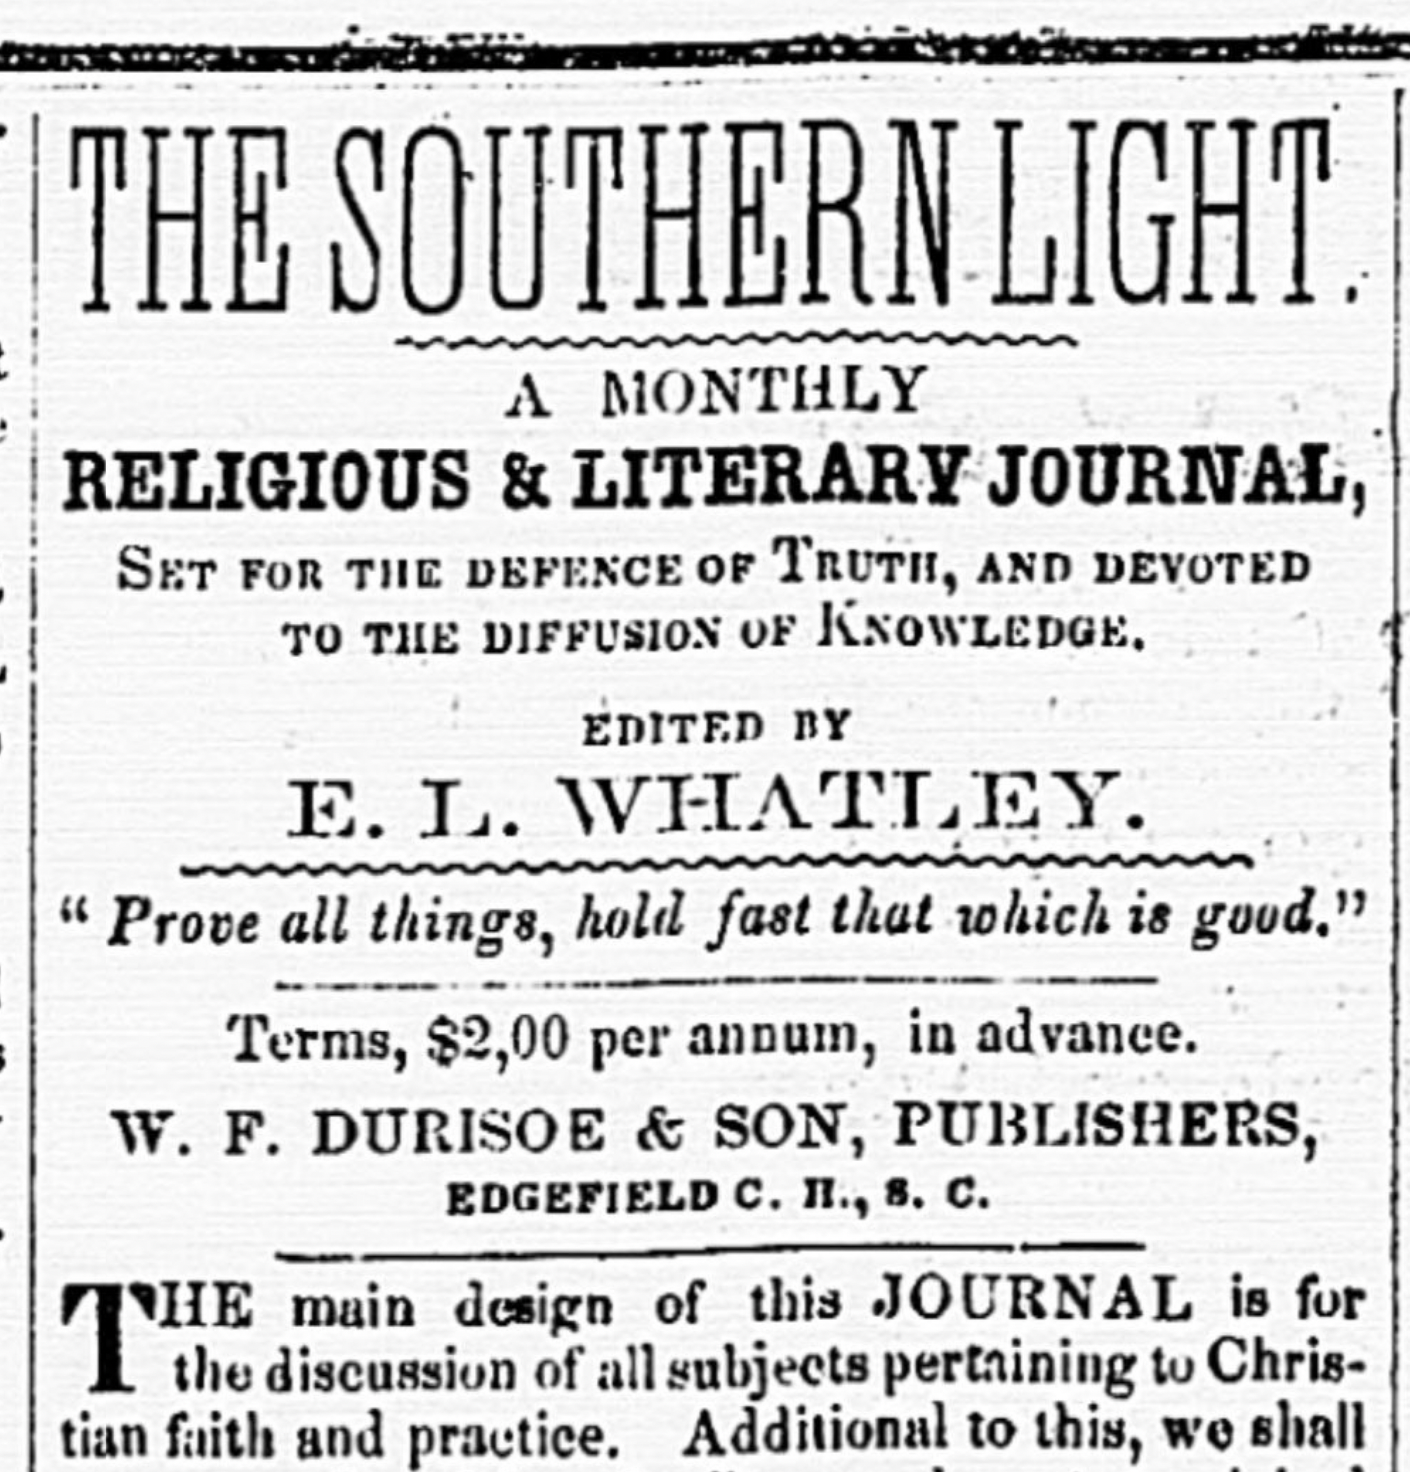 THE SOUTHERN LIGHT.
A MONTHLY
RELIGIOUS & LITERARY JOURNAL,
SET FOR THE DEFENCE OF TRUTH, AND DEVOTED
TO THE DIFFUSION OF KNOWLEDGE.
EDITED BY
E. L. WHATLEY.
“Prove all things, hold fast that which is good.”
Terms, $2,00 per annum, in advance.
W. F. DURISOE & SON, PUBLISHERS,
EDGEFIELD C. H., S. C.
THE main design of this JOURNAL is for
the discussion of all subjects pertaining to Chris-
tian faith and practice. Additional to this, we shall